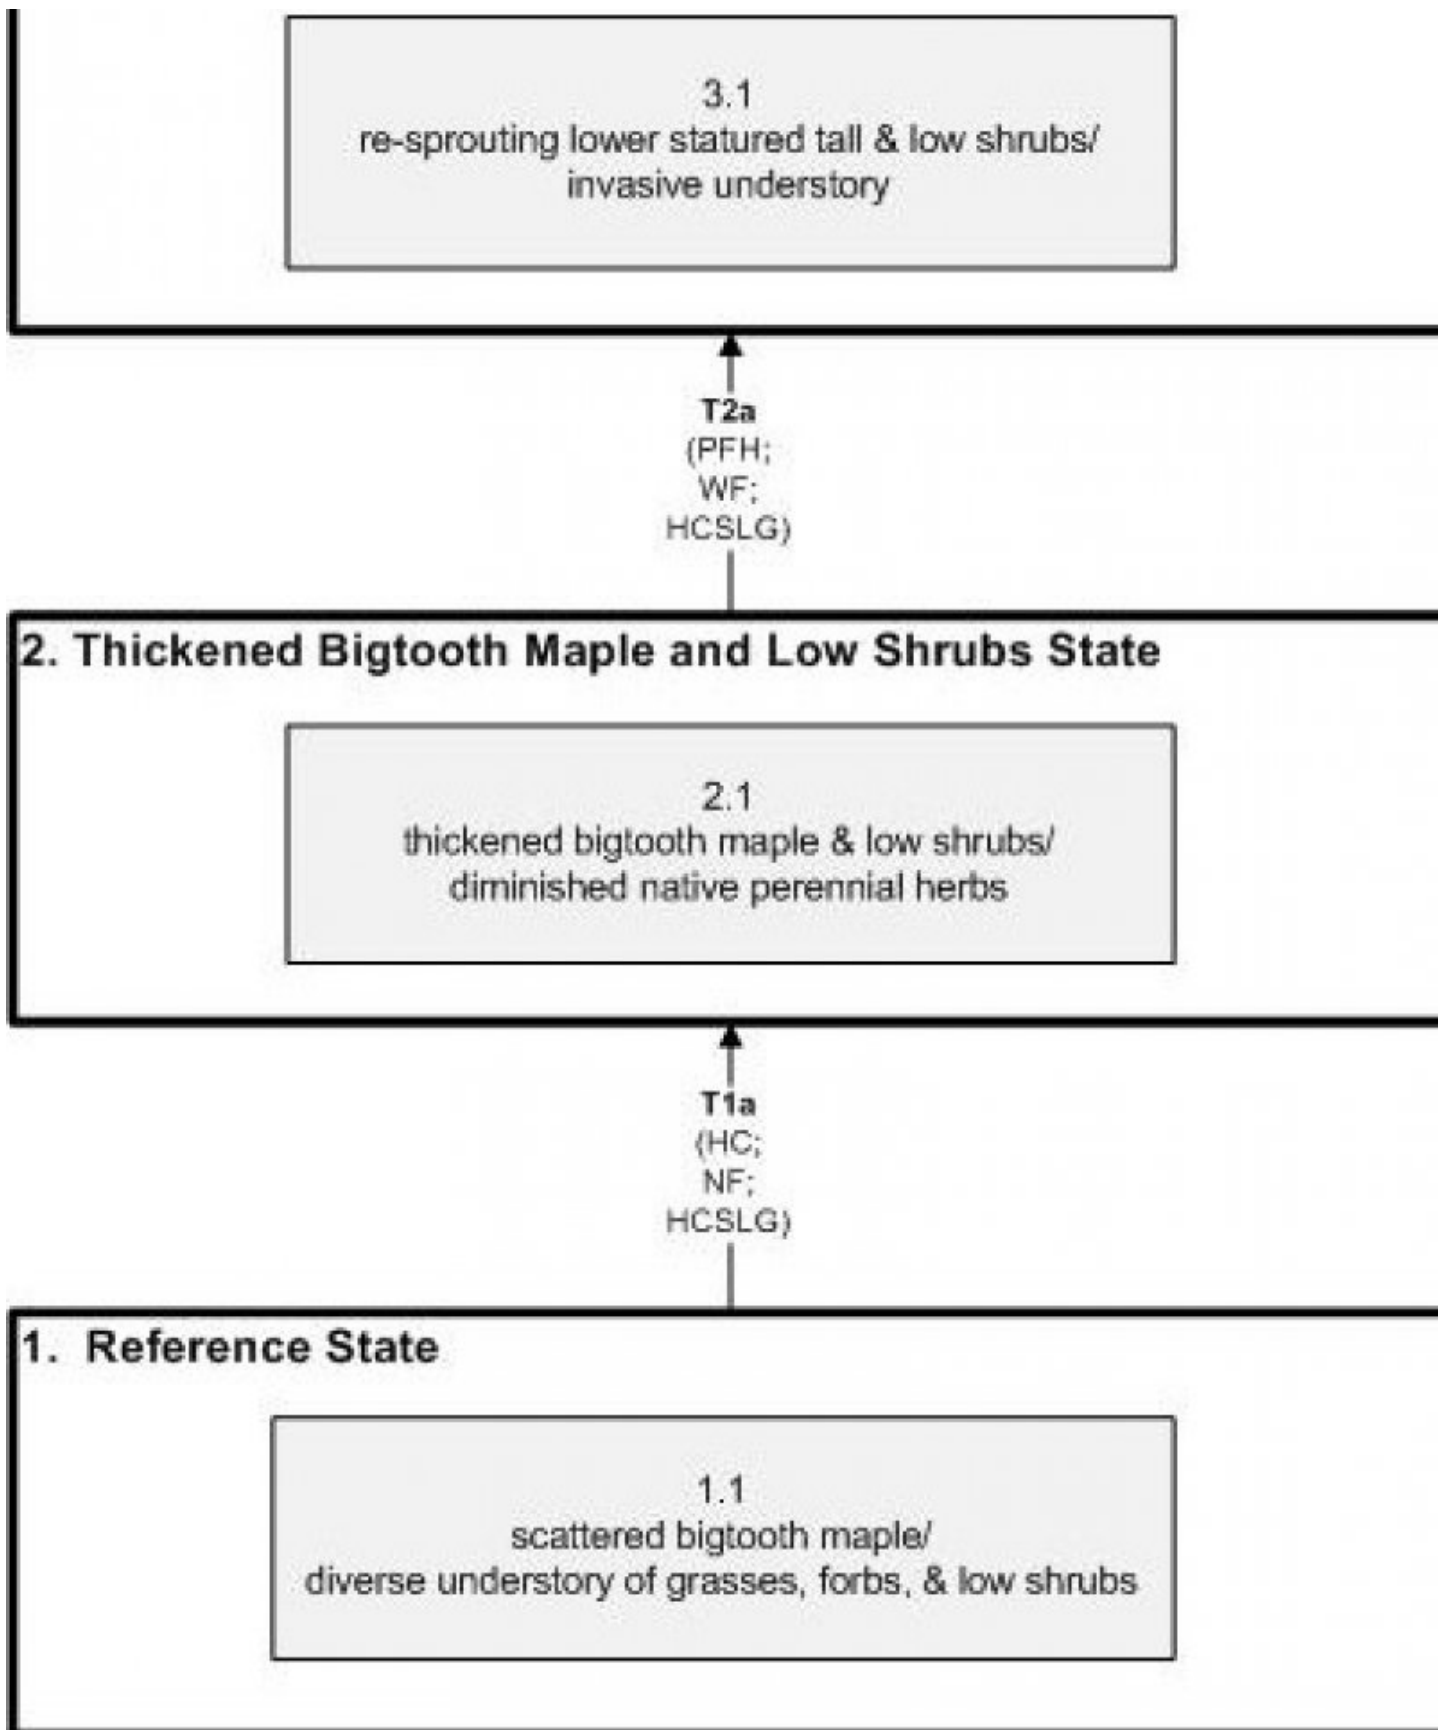 3.1
re-sprouting lower statured tall & low shrubs/
invasive understory
T2a
(PFH;
WF;
HCSLG)
2. Thickened Bigtooth Maple and Low Shrubs State
2.1
thickened bigtooth maple & low shrubs/
diminished native perennial herbs
T1a
(HC;
NF;
HCSLG)
1. Reference State
1.1
scattered bigtooth maple/
diverse understory of grasses, forbs, & low shrubs